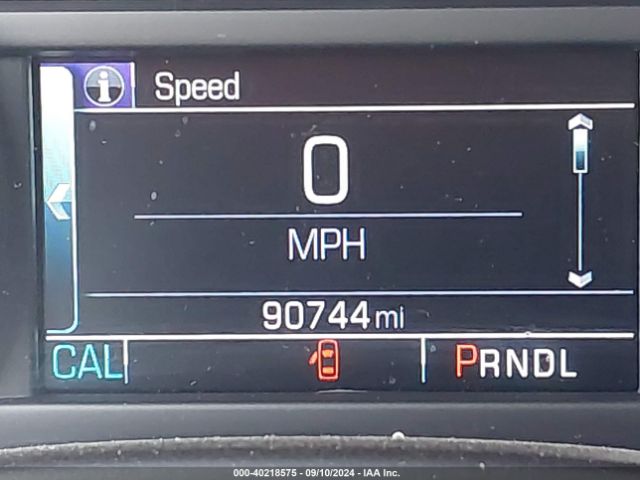 i Speed
0
MPH
90744 mi
CAL PRNDL
000-40218575 - 09/10/2024 - IAA Inc.